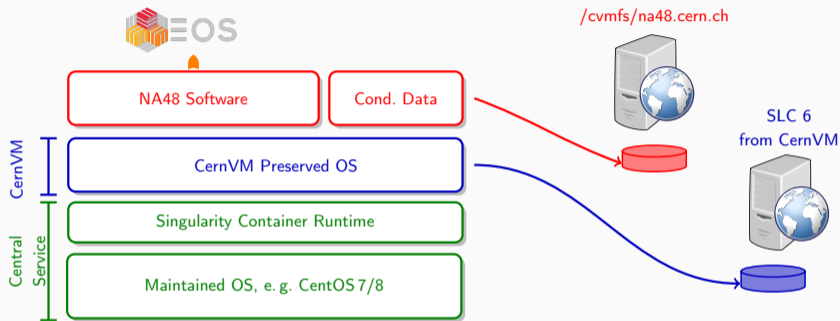 EOS
/cvmfs/na48.cern.ch
NA48 Software
Cond. Data
SLC 6
from CernVM
CernVM
CernVM Preserved OS
Central
Service
Singularity Container Runtime
Maintained OS, e. g. CentOS 7/8